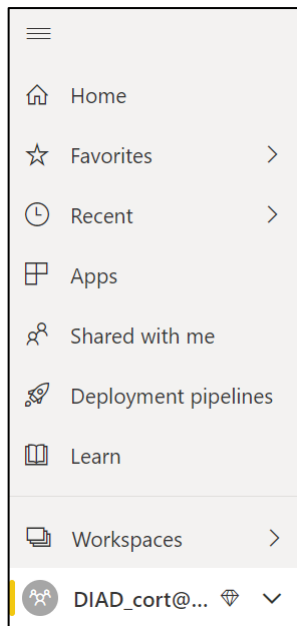 Home
Favorites
Recent
Apps
Shared with me
Deployment pipelines
Learn
Workspaces
DIAD_cort@...